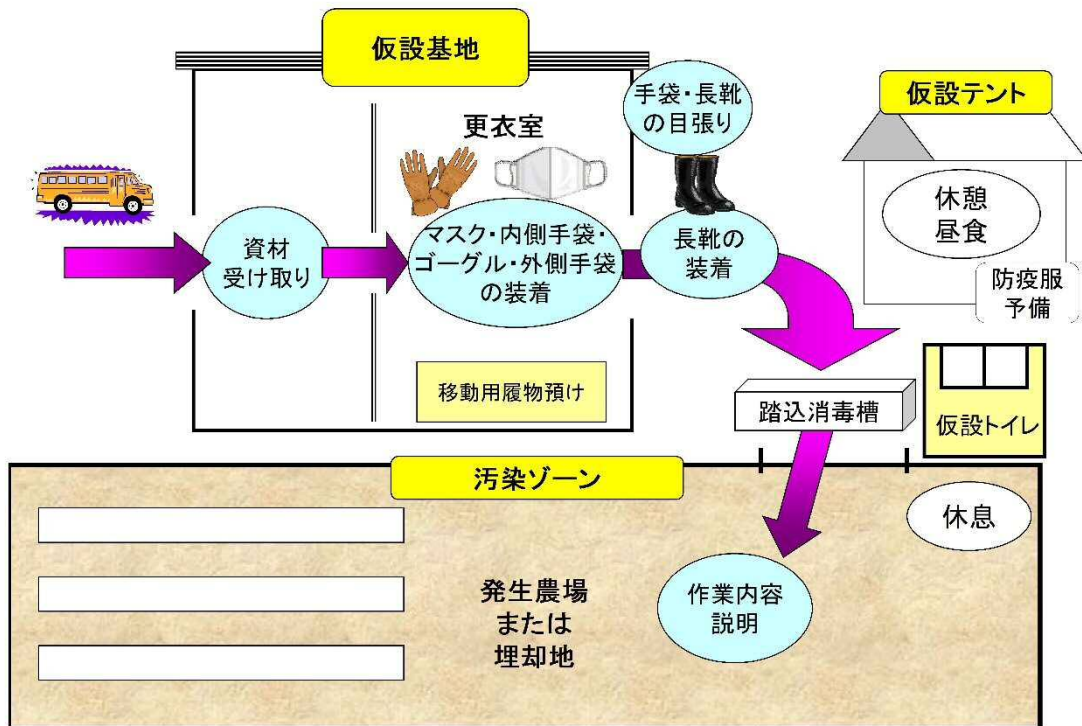 仮設基地
手袋・長靴
の目張り
仮設テント
更衣室
休憩
昼食
資材
受け取り
マスク・内側手袋・
ゴーグル・外側手袋
の装着
長靴の
装着
防疫服
予備
移動用履物預け
踏込消毒槽
仮設トイレ
汚染ゾーン
休息
発生農場
または
埋却地
作業内容
説明